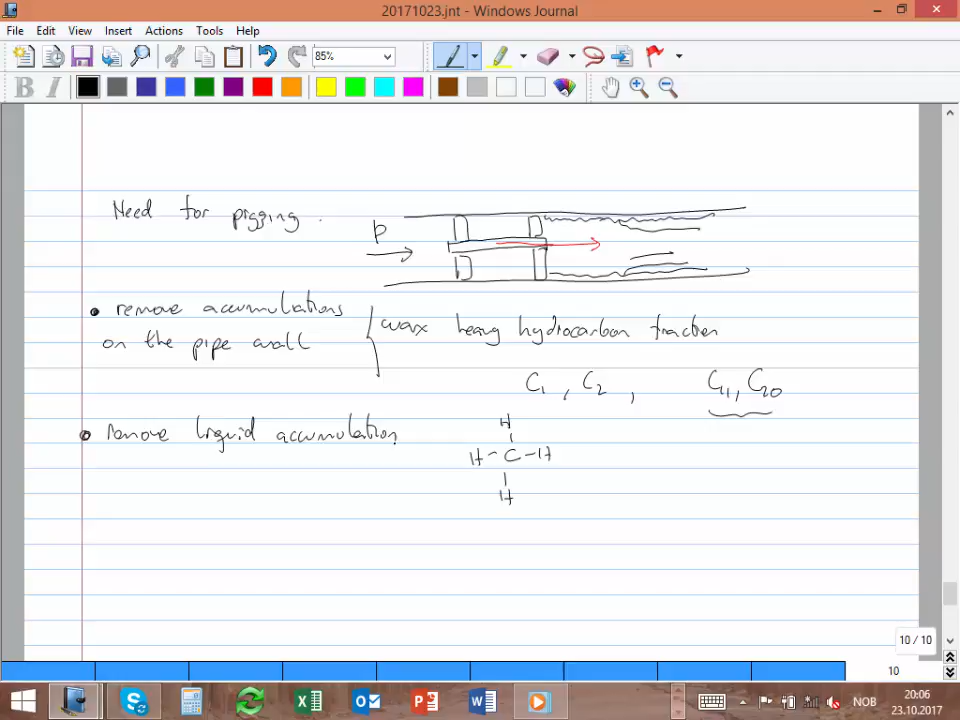 20171023.jnt - Windows Journal
File Edit View Insert Actions Tools Help
85%
B I
Need for pigging.
p
• remove accumulations
on the pipe wall
wax heavy hydrocarbon fraction
C1, C2, C11, C20
• remove liquid accumulation
H
H-C-H
H
10 / 10
10
20:06
NOB
23.10.2017